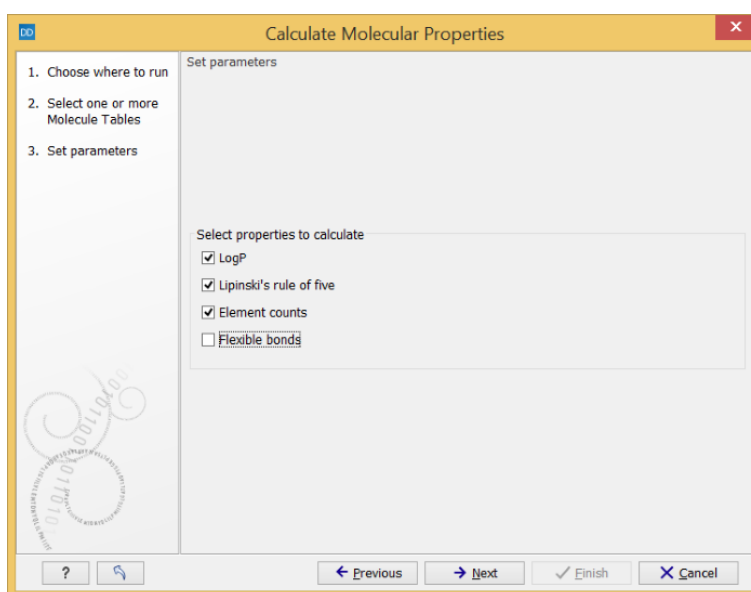 DD
Calculate Molecular Properties
1. Choose where to run
2. Select one or more
Molecule Tables
3. Set parameters
Set parameters
Select properties to calculate
LogP
Lipinski's rule of five
Element counts
Flexible bonds
?
Previous
Next
Finish
Cancel